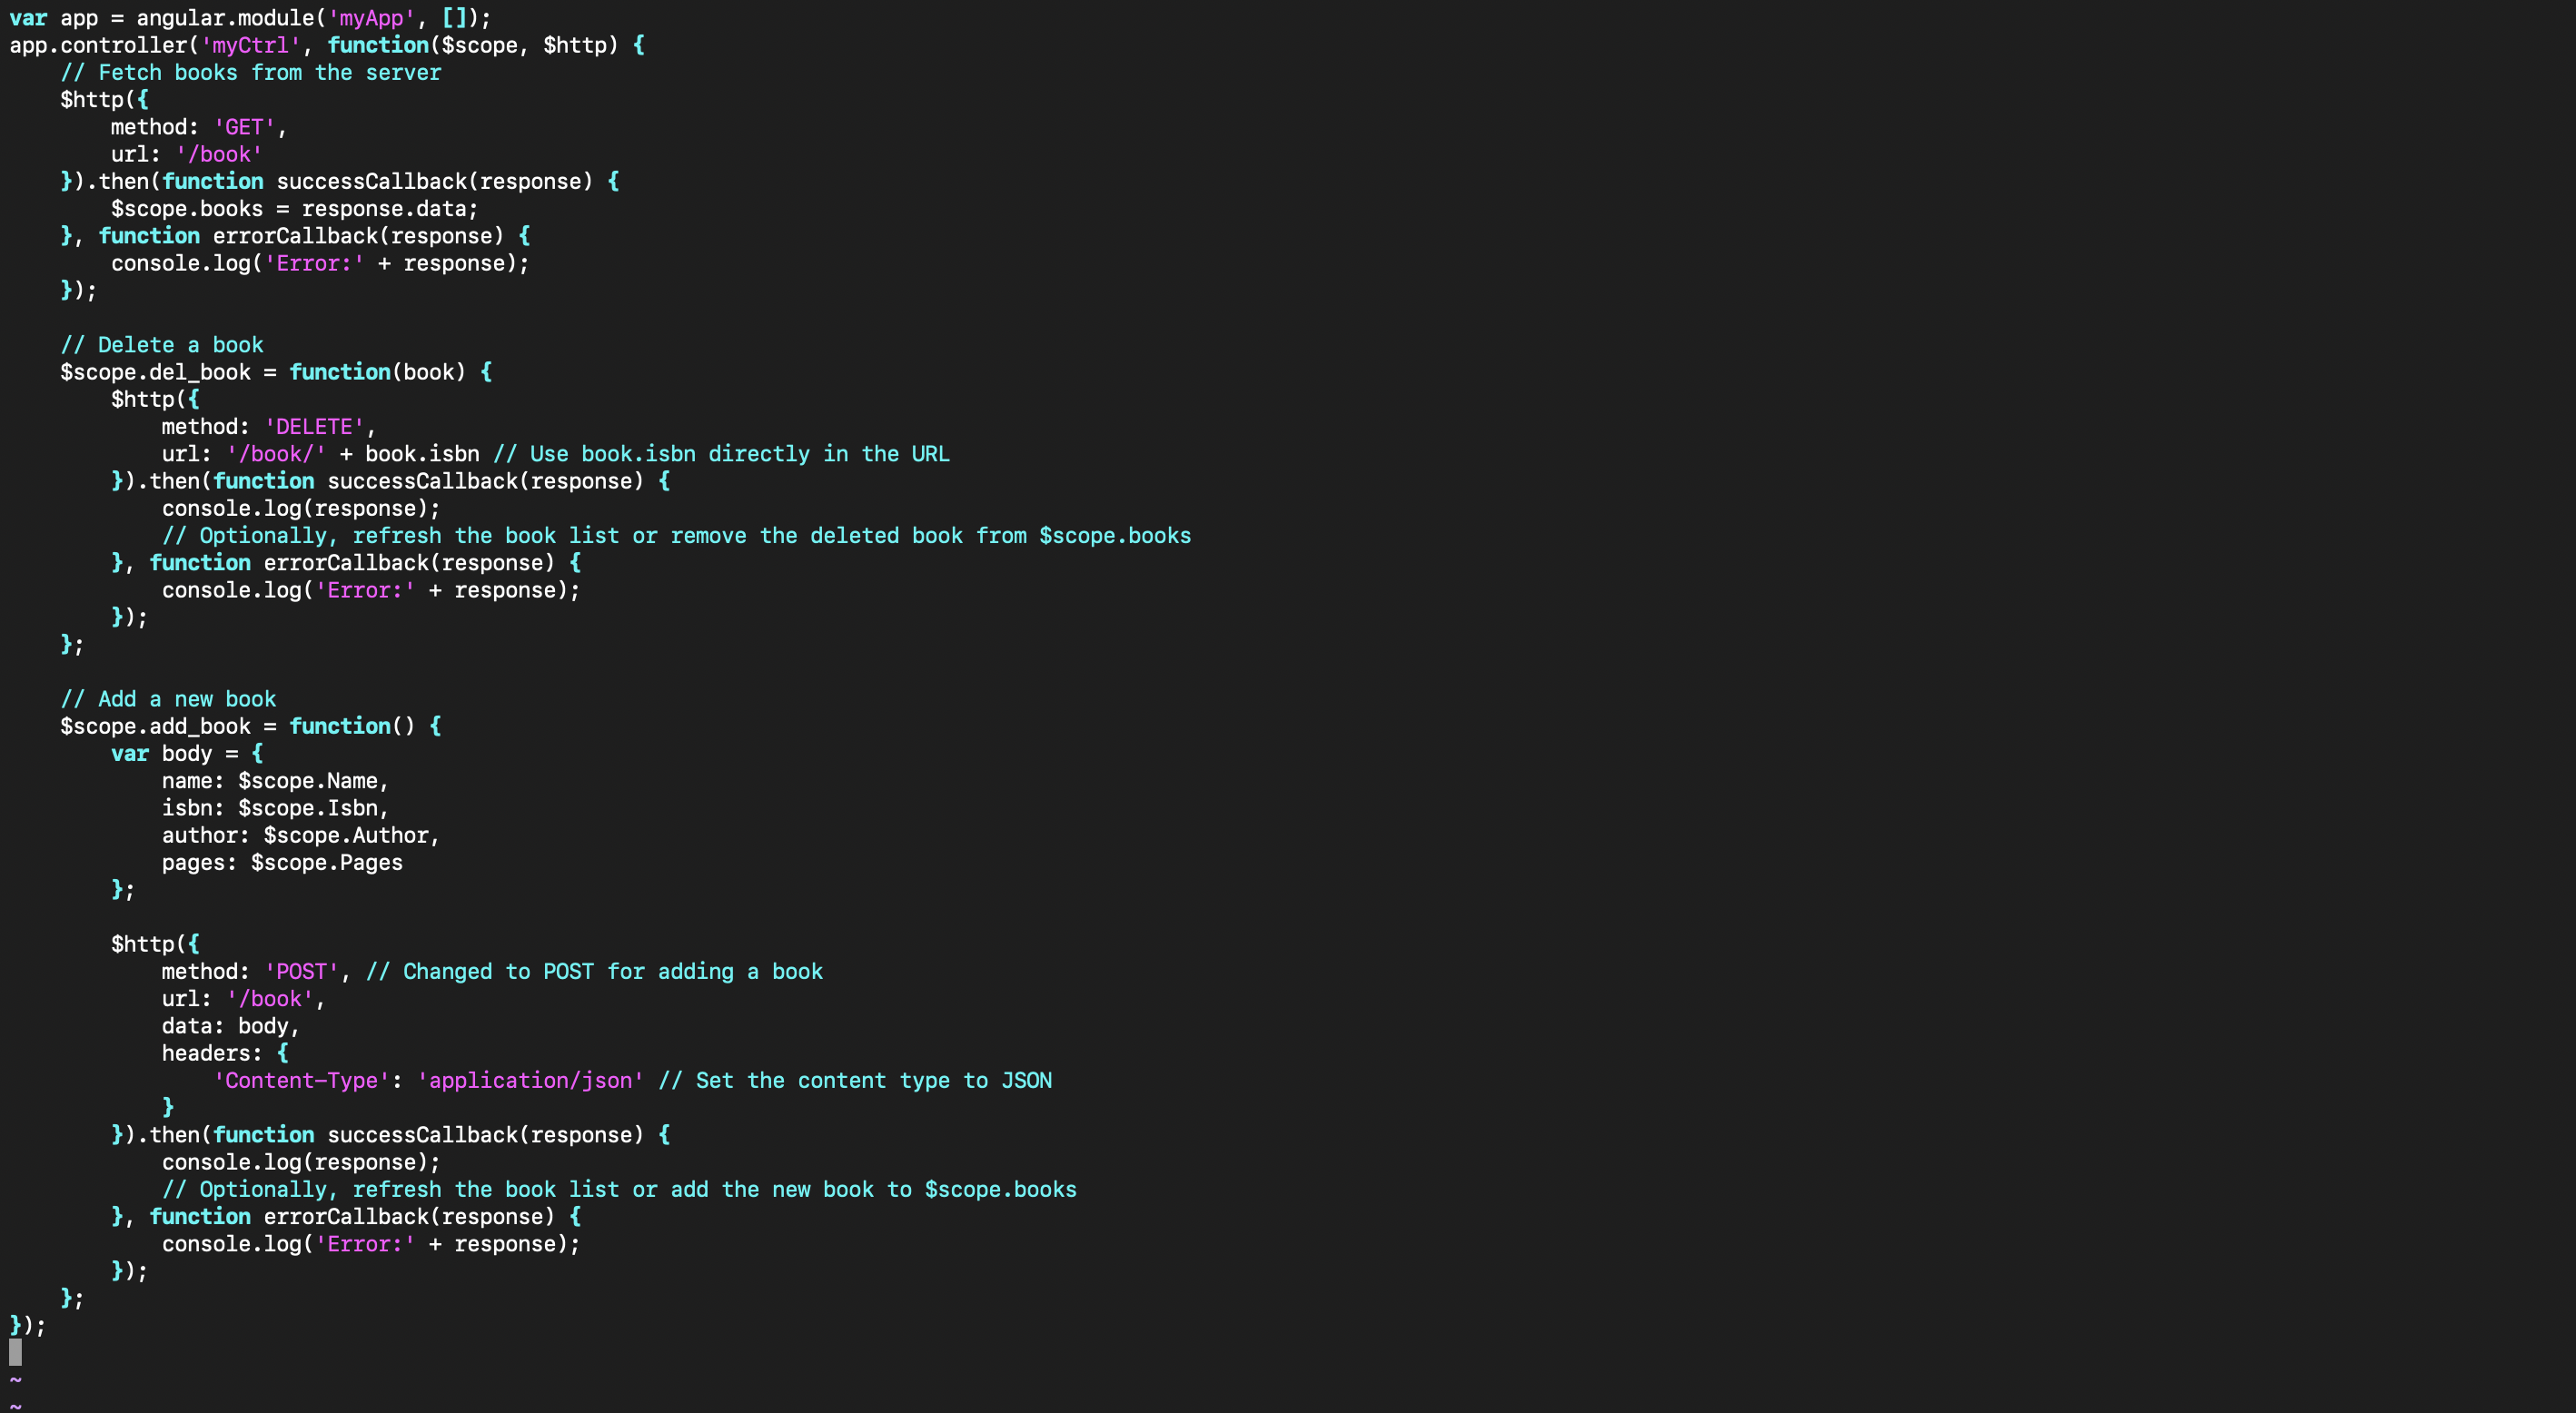 var app = angular.module('myApp', []);
app.controller('myCtrl', function($scope, $http) {
    // Fetch books from the server
    $http({
        method: 'GET',
        url: '/book'
    }).then(function successCallback(response) {
        $scope.books = response.data;
    }, function errorCallback(response) {
        console.log('Error:' + response);
    });

    // Delete a book
    $scope.del_book = function(book) {
        $http({
            method: 'DELETE',
            url: '/book/' + book.isbn // Use book.isbn directly in the URL
        }).then(function successCallback(response) {
            console.log(response);
            // Optionally, refresh the book list or remove the deleted book from $scope.books
        }, function errorCallback(response) {
            console.log('Error:' + response);
        });
    };

    // Add a new book
    $scope.add_book = function() {
        var body = {
            name: $scope.Name,
            isbn: $scope.Isbn,
            author: $scope.Author,
            pages: $scope.Pages
        };

        $http({
            method: 'POST', // Changed to POST for adding a book
            url: '/book',
            data: body,
            headers: {
                'Content-Type': 'application/json' // Set the content type to JSON
            }
        }).then(function successCallback(response) {
            console.log(response);
            // Optionally, refresh the book list or add the new book to $scope.books
        }, function errorCallback(response) {
            console.log('Error:' + response);
        });
    };
});
~
~